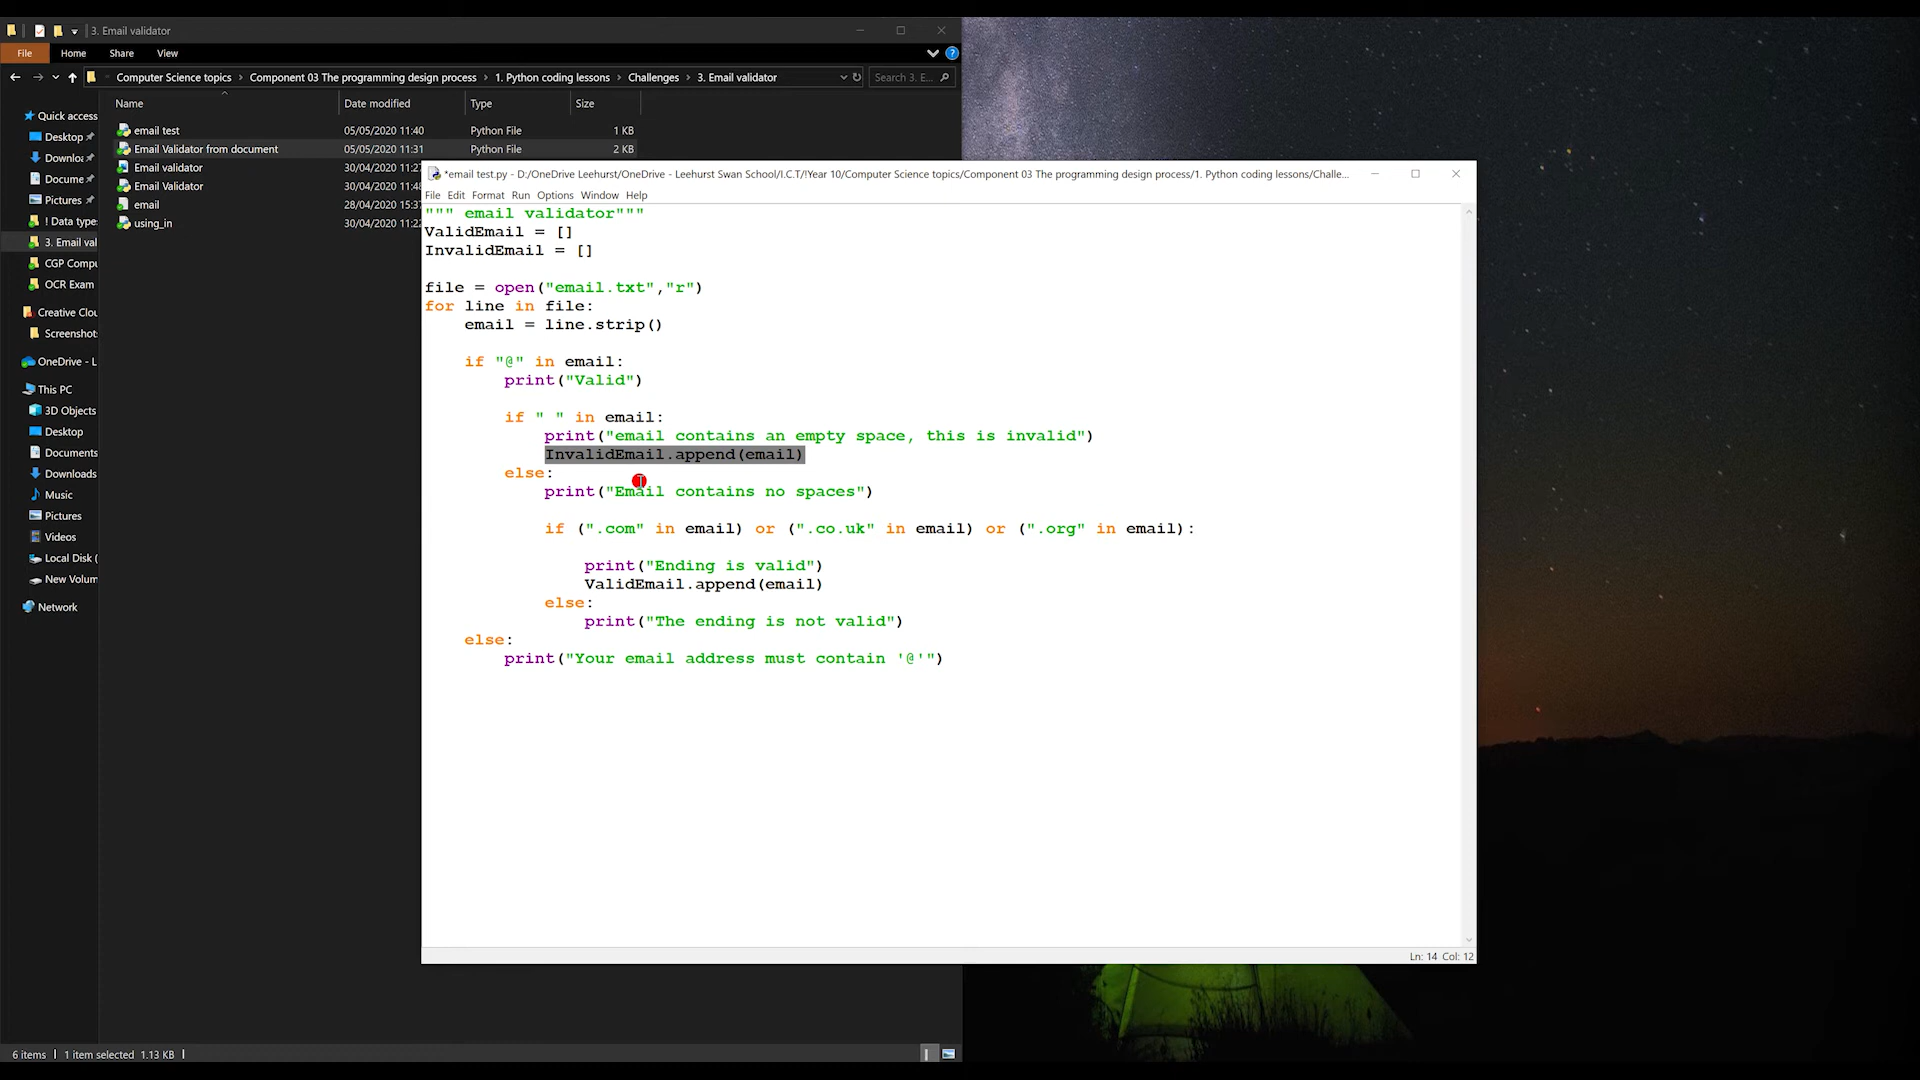 3. Email validator
File Home Share View
Computer Science topics Component 03 The programming design process 1. Python coding lessons Challenges 3. Email validator
Search 3. E...
Name Date modified Type Size
email test 05/05/2020 11:40 Python File 1 KB
Email Validator from document 05/05/2020 11:31 Python File 2 KB
Email validator 30/04/2020 11:2
Email Validator 30/04/2020 11:4
email 28/04/2020 15:3
using_in 30/04/2020 11:2
Quick access
Desktop
Downlo
Docume
Pictures
! Data type
3. Email val
CGP Compu
OCR Exam
Creative Clou
Screenshots
OneDrive - L
This PC
3D Objects
Desktop
Documents
Downloads
Music
Pictures
Videos
Local Disk (
New Volum
Network
6 items 1 item selected 1.13 KB
*email test.py - D:/OneDrive Leehurst/OneDrive - Leehurst Swan School/I.C.T/!Year 10/Computer Science topics/Component 03 The programming design process/1. Python coding lessons/Challe...
File Edit Format Run Options Window Help
""" email validator"""
ValidEmail = []
InvalidEmail = []
file = open("email.txt","r")
for line in file:
email = line.strip()
if "@" in email:
print("Valid")
if " " in email:
print("email contains an empty space, this is invalid")
InvalidEmail.append(email)
else:
print("Email contains no spaces")
if (".com" in email) or (".co.uk" in email) or (".org" in email):
print("Ending is valid")
ValidEmail.append(email)
else:
print("The ending is not valid")
else:
print("Your email address must contain '@'")
Ln: 14 Col: 12